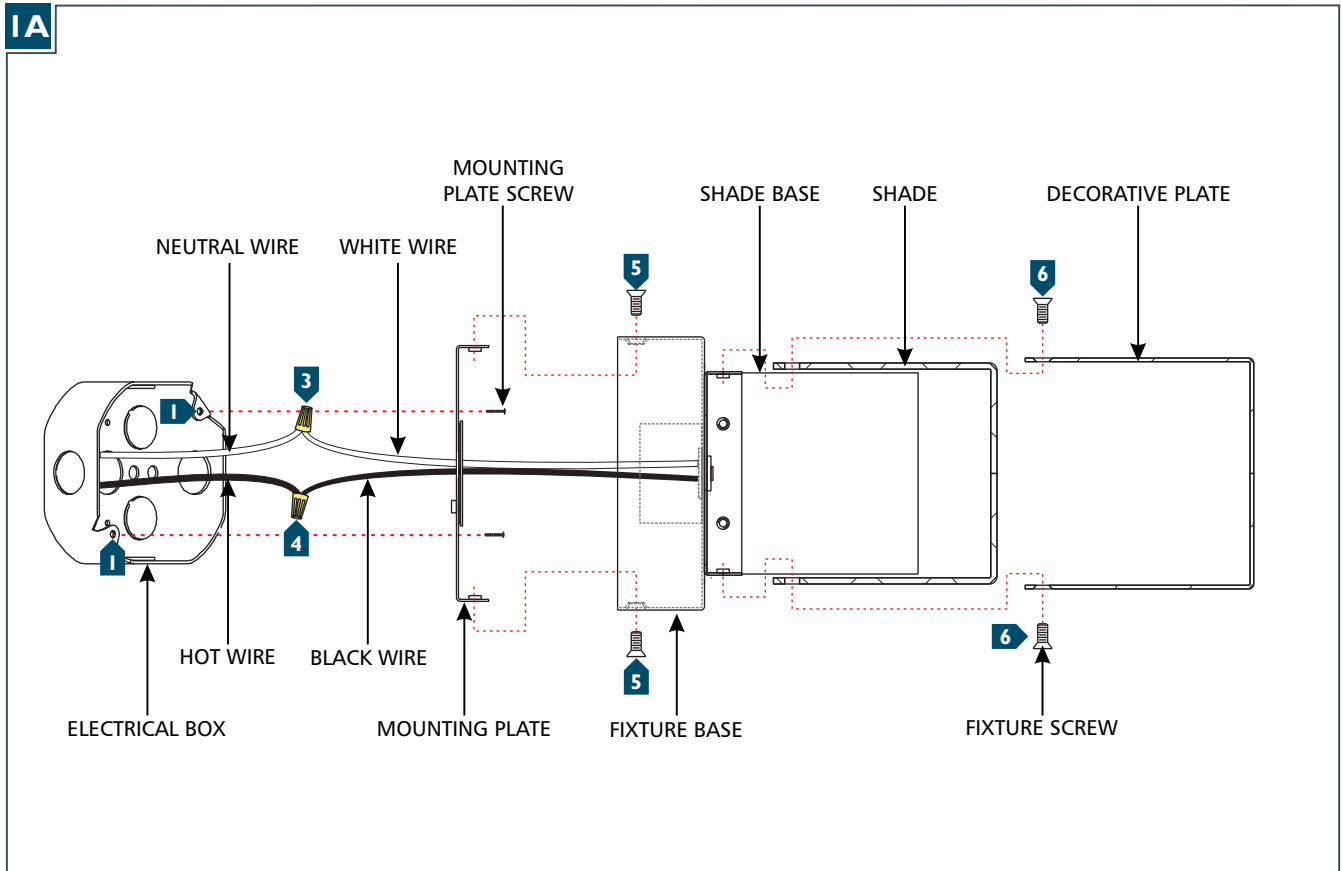 1A
MOUNTING
PLATE SCREW
SHADE BASE
SHADE
DECORATIVE PLATE
NEUTRAL WIRE
WHITE WIRE
5
6
3
1
4
1
6
5
HOT WIRE
BLACK WIRE
ELECTRICAL BOX
MOUNTING PLATE
FIXTURE BASE
FIXTURE SCREW